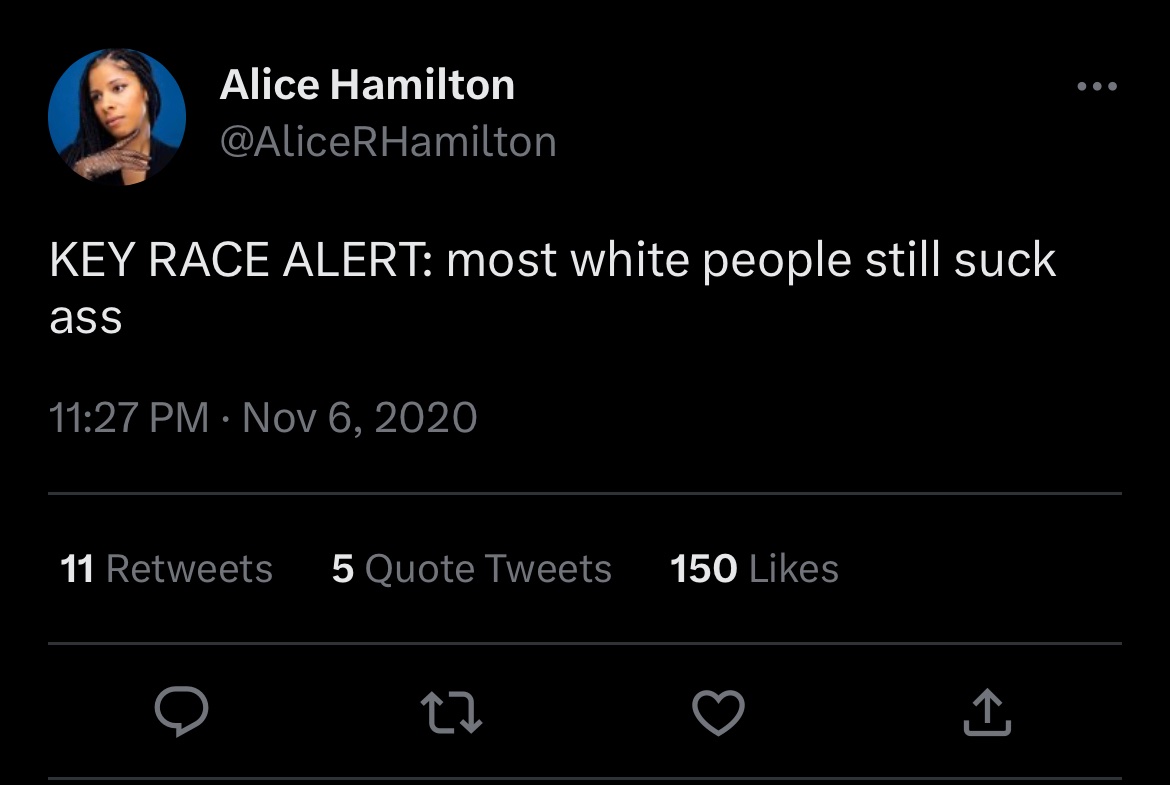 Alice Hamilton
@AliceRHamilton
KEY RACE ALERT: most white people still suck
ass
11:27 PM · Nov 6, 2020
11 Retweets 5 Quote Tweets 150 Likes